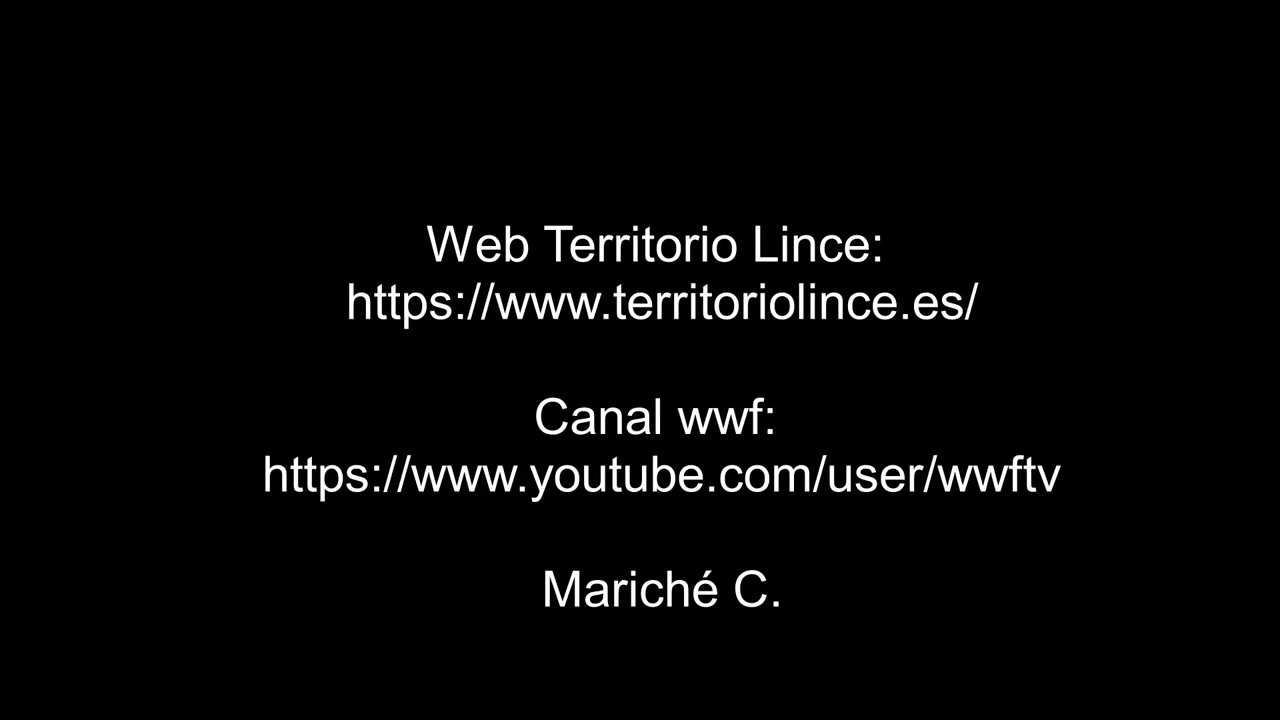 Web Territorio Lince:
https://www.territoriolince.es/
Canal wwf:
https://www.youtube.com/user/wwftv
Mariché C.